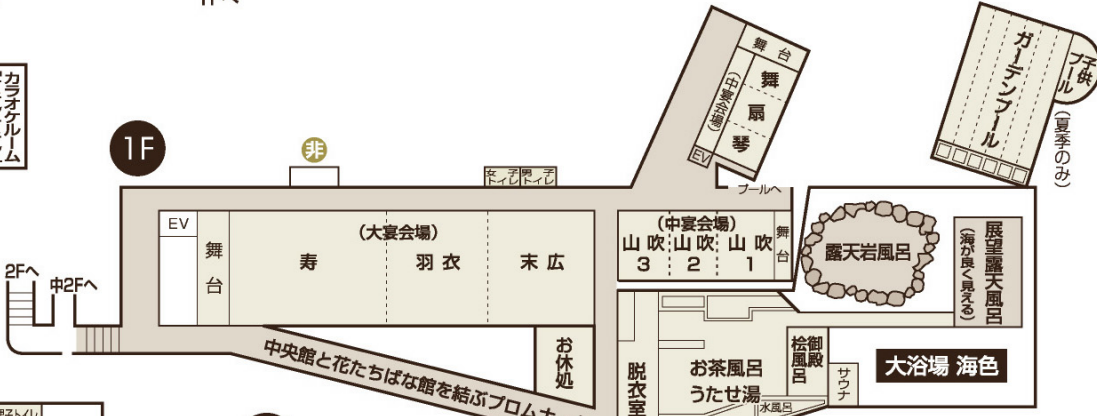 カラオケルーム
1F
非
女子
トイレ
男子
トイレ
舞台
舞
扇
琴
(中宴会場)
EV
プールへ
ガーデンプール
子供
プール
(夏季のみ)
EV
舞台
(大宴会場)
寿
羽衣
末広
(中宴会場)
山吹
3
山吹
2
山吹
1
舞台
露天岩風呂
展望露天風呂
(海が良く見える)
2Fへ
中2Fへ
中央館と花たちばな館を結ぶプロムナ
お休処
脱衣室
お茶風呂
うたせ湯
御殿
桧風呂
サウナ
水風呂
大浴場 海色